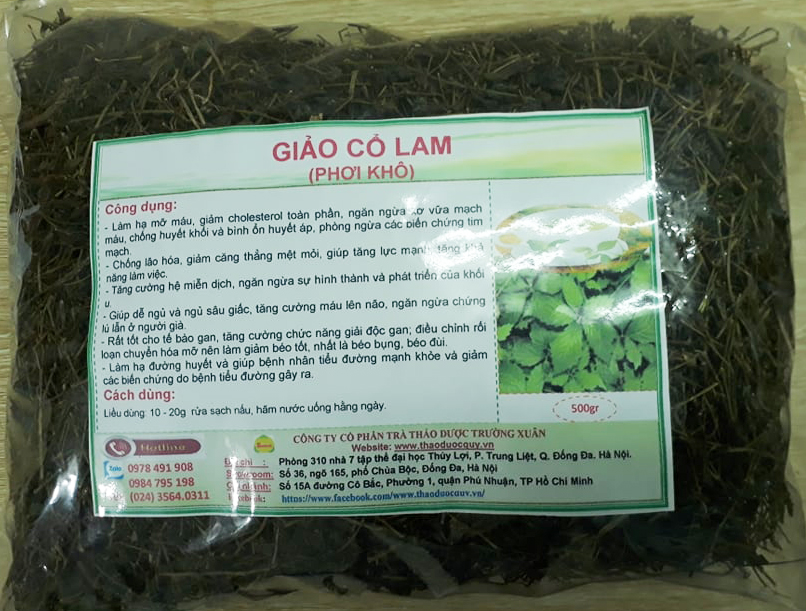 GIẢO CỔ LAM
(PHƠI KHÔ)
Công dụng:
- Làm hạ mỡ máu, giảm cholesterol toàn phần, ngăn ngừa xơ vữa mạch
máu, chống huyết khối và bình ổn huyết áp, phòng ngừa các biến chứng tim
mạch.
- Chống lão hóa, giảm căng thẳng mệt mỏi, giúp tăng lực mạnh, tăng khả
năng làm việc.
- Tăng cường hệ miễn dịch, ngăn ngừa sự hình thành và phát triển của khối
u.
- Giúp dễ ngủ và ngủ sâu giấc, tăng cường máu lên não, ngăn ngừa chứng
lú lẫn ở người già.
- Rất tốt cho tế bào gan, tăng cường chức năng giải độc gan; điều chỉnh rối
loạn chuyển hóa mỡ nên làm giảm béo tốt, nhất là béo bụng, béo đùi.
- Làm hạ đường huyết và giúp bệnh nhân tiểu đường mạnh khỏe và giảm
các biến chứng do bệnh tiểu đường gây ra.
Cách dùng:
Liều dùng: 10 - 20g rửa sạch nấu, hãm nước uống hằng ngày.
500gr
Hotline
Zalo 0978 491 908
0984 795 198
(024) 3564.0311
CÔNG TY CỔ PHẦN TRÀ THẢO DƯỢC TRƯỜNG XUÂN
Website: www.thaoduocquy.vn
Địa chỉ : Phòng 310 nhà 7 tập thể đại học Thủy Lợi, P. Trung Liệt, Q. Đống Đa. Hà Nội.
Showroom: Số 36, ngõ 165, phố Chùa Bộc, Đống Đa, Hà Nội
Chi nhánh: Số 15A đường Cô Bắc, Phường 1, quận Phú Nhuận, TP Hồ Chí Minh
Facebook: https://www.facebook.com/www.thaoduocquy.vn/